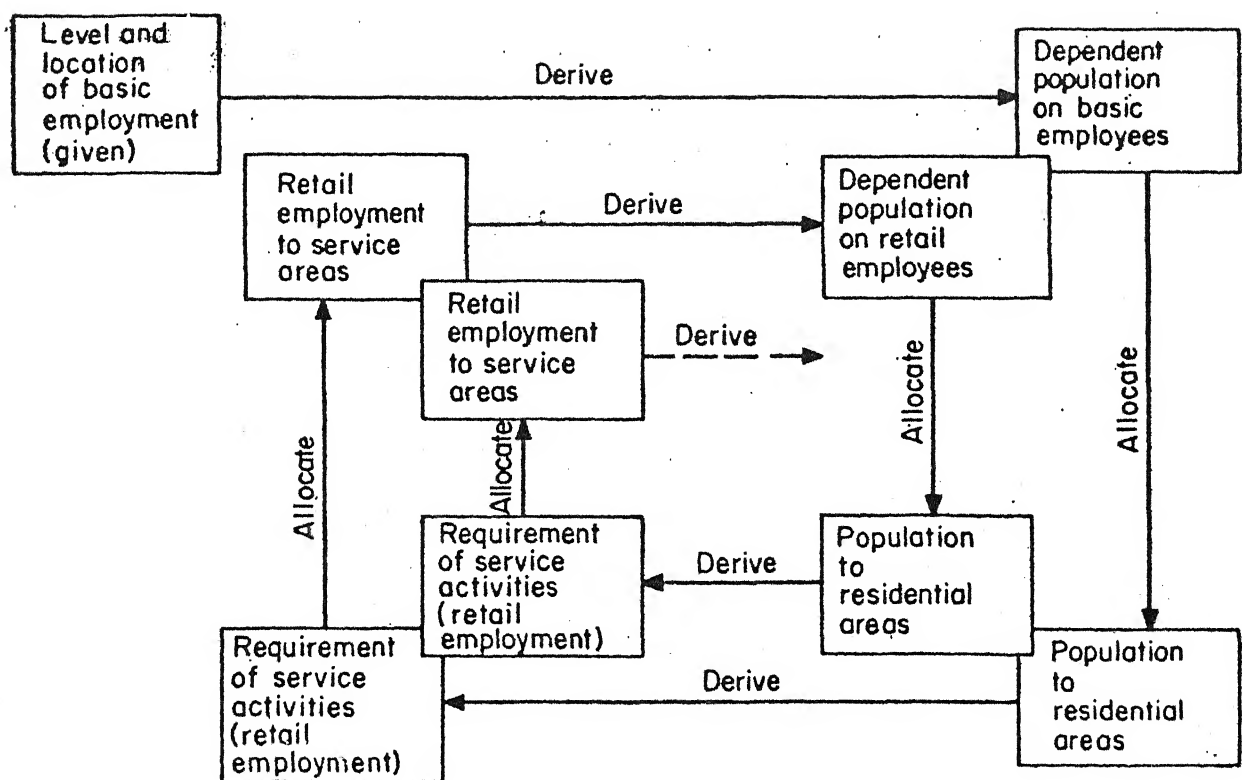 Level and
location
of basic
employment
(given)
Derive
Dependent
population
on basic
employees
Retail
employment
to service
areas
Derive
Dependent
population
on retail
employees
Retail
employment
to service
areas
Derive
Allocate
Allocate
Allocate
Allocate
Requirement
of service
activities
(retail
employment)
Derive
Population
to
residential
areas
Requirement
of service
activities
(retail
employment)
Derive
Population
to
residential
areas